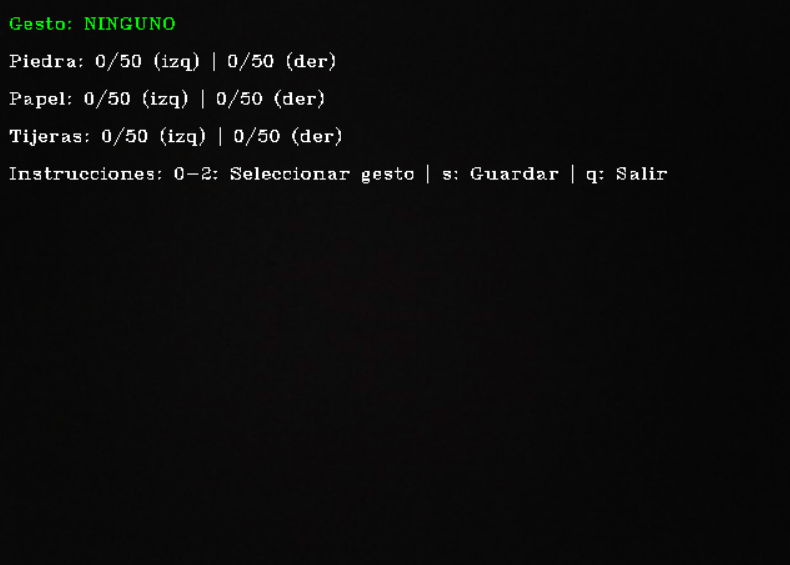 Gesto: NINGUNO
Piedra: 0/50 (izq) | 0/50 (der)
Papel: 0/50 (izq) | 0/50 (der)
Tijeras: 0/50 (izq) | 0/50 (der)
Instrucciones: 0-2: Seleccionar gesto | s: Guardar | q: Salir